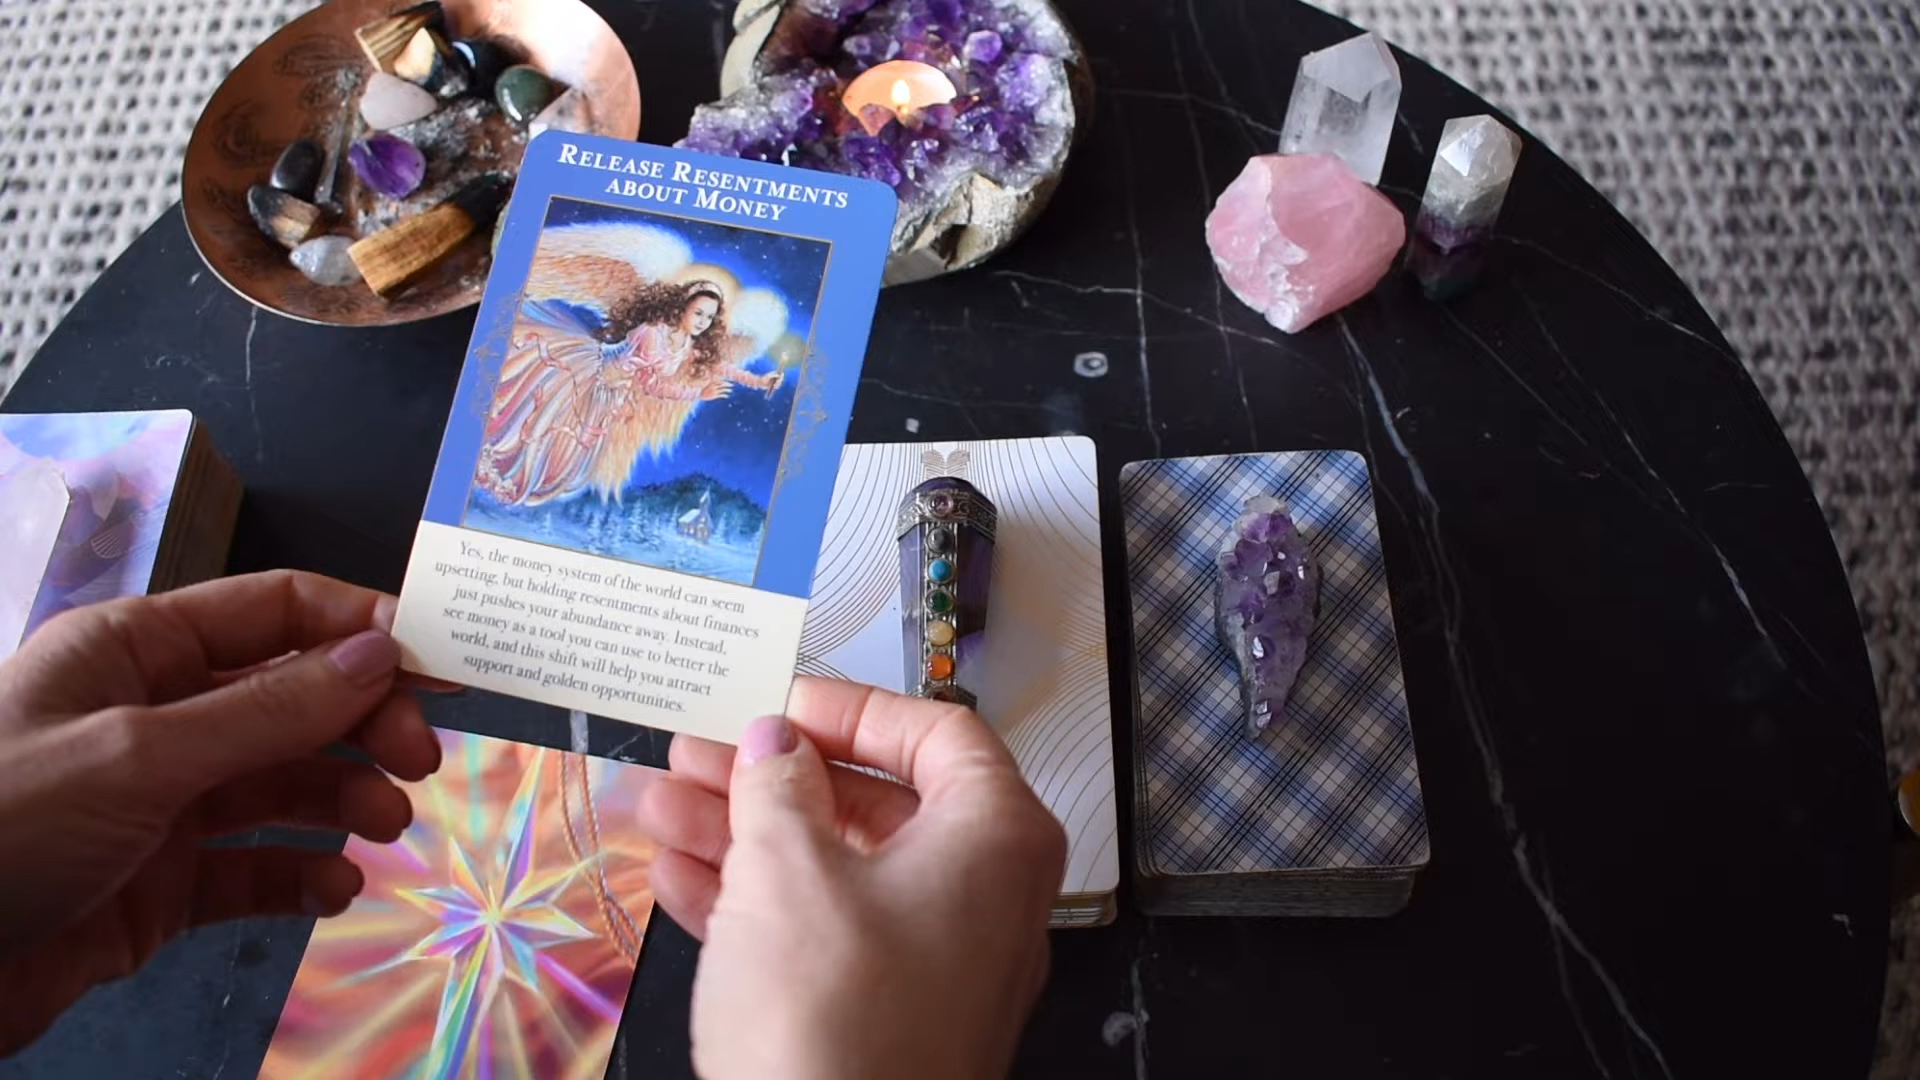 RELEASE RESENTMENTS
ABOUT MONEY
Yes, the money system of the world can seem
upsetting, but holding resentments about finances
just pushes your abundance away. Instead,
see money as a tool you can use to better the
world, and this shift will help you attract
support and golden opportunities.